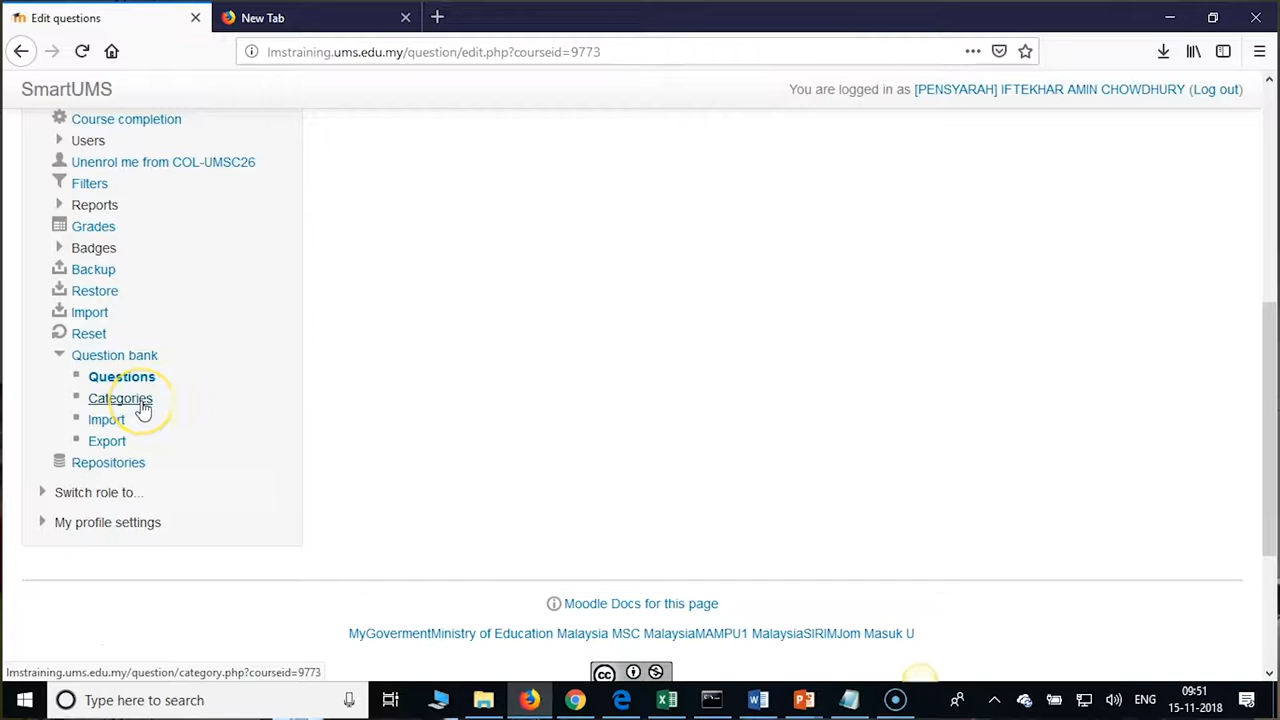 Edit questions
New Tab
lmstraining.ums.edu.my/question/edit.php?courseid=9773
SmartUMS
You are logged in as [PENSYARAH] IFTEKHAR AMIN CHOWDHURY (Log out)
Course completion
Users
Unenrol me from COL-UMSC26
Filters
Reports
Grades
Badges
Backup
Restore
Import
Reset
Question bank
Questions
Categories
Import
Export
Repositories
Switch role to...
My profile settings
Moodle Docs for this page
MyGovermentMinistry of Education Malaysia MSC MalaysiaMAMPU1 MalaysiaSIRIMJom Masuk U
lmstraining.ums.edu.my/question/category.php?courseid=9773
Type here to search
ENG
09:51
15-11-2018